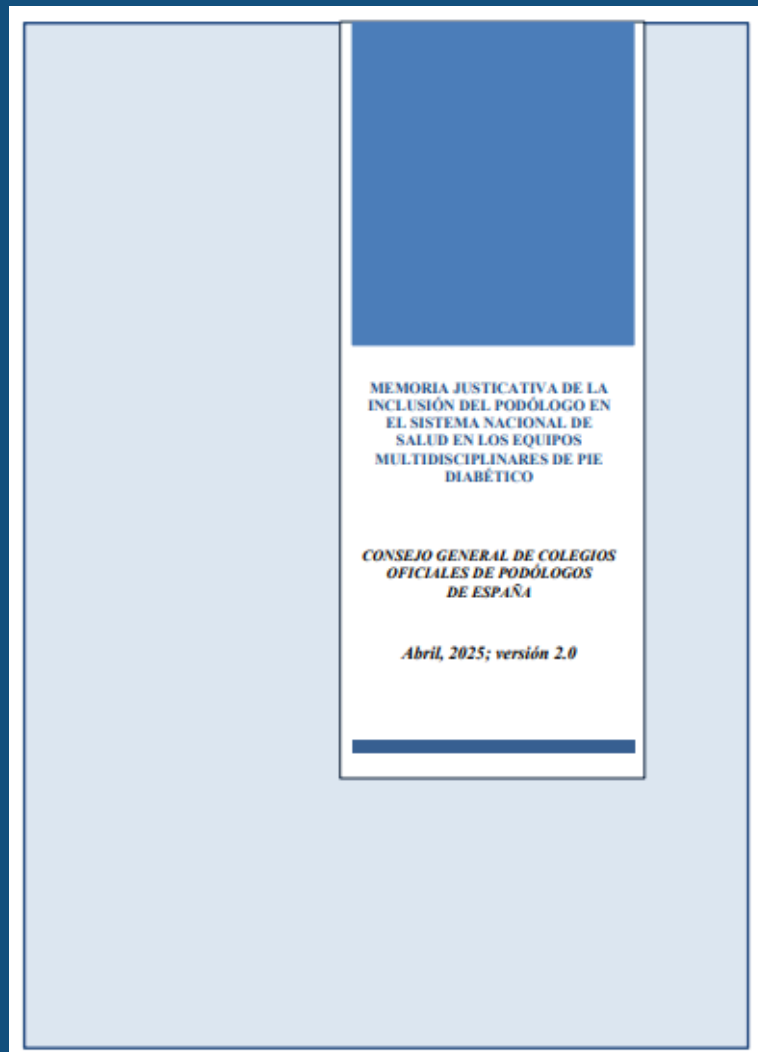 MEMORIA JUSTICATIVA DE LA
INCLUSIÓN DEL PODÓLOGO EN
EL SISTEMA NACIONAL DE
SALUD EN LOS EQUIPOS
MULTIDISCIPLINARES DE PIE
DIABÉTICO
CONSEJO GENERAL DE COLEGIOS
OFICIALES DE PODÓLOGOS
DE ESPAÑA
Abril, 2025; versión 2.0